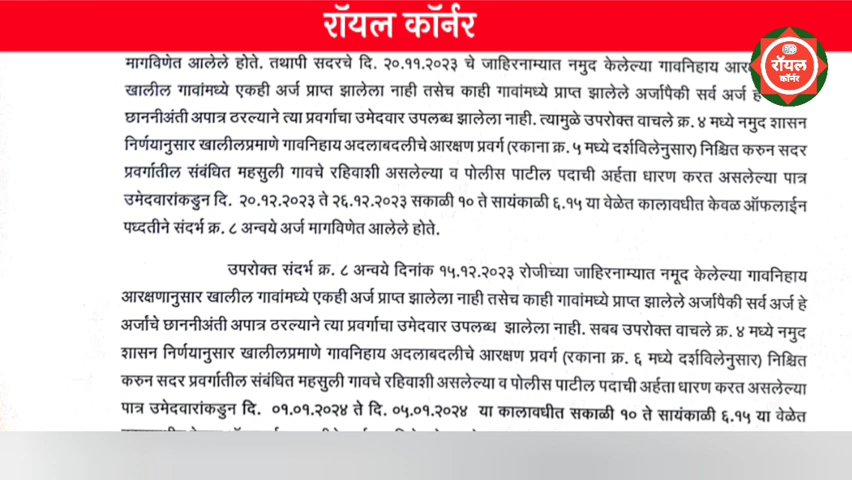 रॉयल कॉर्नर
रॉयल
कॉर्नर
मागविणेत आलेले होते. तथापी सदरचे दि. २०.११.२०२३ चे जाहिरनाम्यात नमुद केलेल्या गावनिहाय
खालील गावांमध्ये एकही अर्ज प्राप्त झालेला नाही तसेच काही गावांमध्ये प्राप्त झालेले अर्जापैकी सर्व अर्ज
छाननीअंती अपात्र ठरल्याने त्या प्रवर्गाचा उमेदवार उपलब्ध झालेला नाही. त्यामुळे उपरोक्त वाचले क्र. ४ मध्ये नमुद शासन
निर्णयानुसार खालीलप्रमाणे गावनिहाय अदलाबदलीचे आरक्षण प्रवर्ग (रकाना क्र. ५ मध्ये दर्शविलेनुसार) निश्चित करुन सदर
प्रवर्गातील संबंधित महसुली गावचे रहिवाशी असलेल्या व पोलीस पाटील पदाची अर्हता धारण करत असलेल्या पात्र
उमेदवारांकडुन दि. २०.१२.२०२३ ते २६.१२.२०२३ सकाळी १० ते सायंकाळी ६.१५ या वेळेत कालावधीत केवळ ऑफलाईन
पध्दतीने संदर्भ क्र. ८ अन्वये अर्ज मागविणेत आलेले होते.
उपरोक्त संदर्भ क्र. ८ अन्वये दिनांक १५.१२.२०२३ रोजीच्या जाहिरनाम्यात नमूद केलेल्या गावनिहाय
आरक्षणानुसार खालील गावांमध्ये एकही अर्ज प्राप्त झालेला नाही तसेच काही गावांमध्ये प्राप्त झालेले अर्जापैकी सर्व अर्ज हे
अर्जाचे छाननीअंती अपात्र ठरल्याने त्या प्रवर्गाचा उमेदवार उपलब्ध झालेला नाही. सबब उपरोक्त वाचले क्र. ४ मध्ये नमुद
शासन निर्णयानुसार खालीलप्रमाणे गावनिहाय अदलाबदलीचे आरक्षण प्रवर्ग (रकाना क्र. ६ मध्ये दर्शविलेनुसार) निश्चित
करुन सदर प्रवर्गातील संबंधित महसुली गावचे रहिवाशी असलेल्या व पोलीस पाटील पदाची अर्हता धारण करत असलेल्या
पात्र उमेदवारांकडुन दि. ०१.०१.२०२४ ते दि. ०५.०१.२०२४ या कालावधीत सकाळी १० ते सायंकाळी ६.१५ या वेळेत